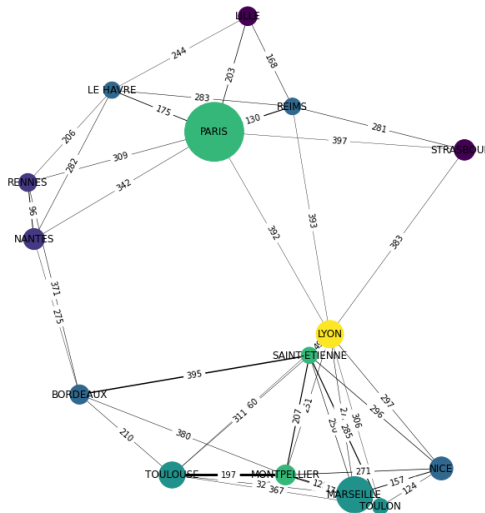 LILLE
244
203
168
LE HAVRE
283
175
REIMS
130
PARIS
281
397
206
STRASBOU
309
282
RENNES
342
96
393
392
NANTES
383
371
275
LYON
SAINT-ETIENNE
395
297
BORDEAUX
296
311
60
207
306
285
210
380
271
NICE
TOULOUSE
197
MONTPELLIER
157
32
367
124
MARSEILLE
TOULON